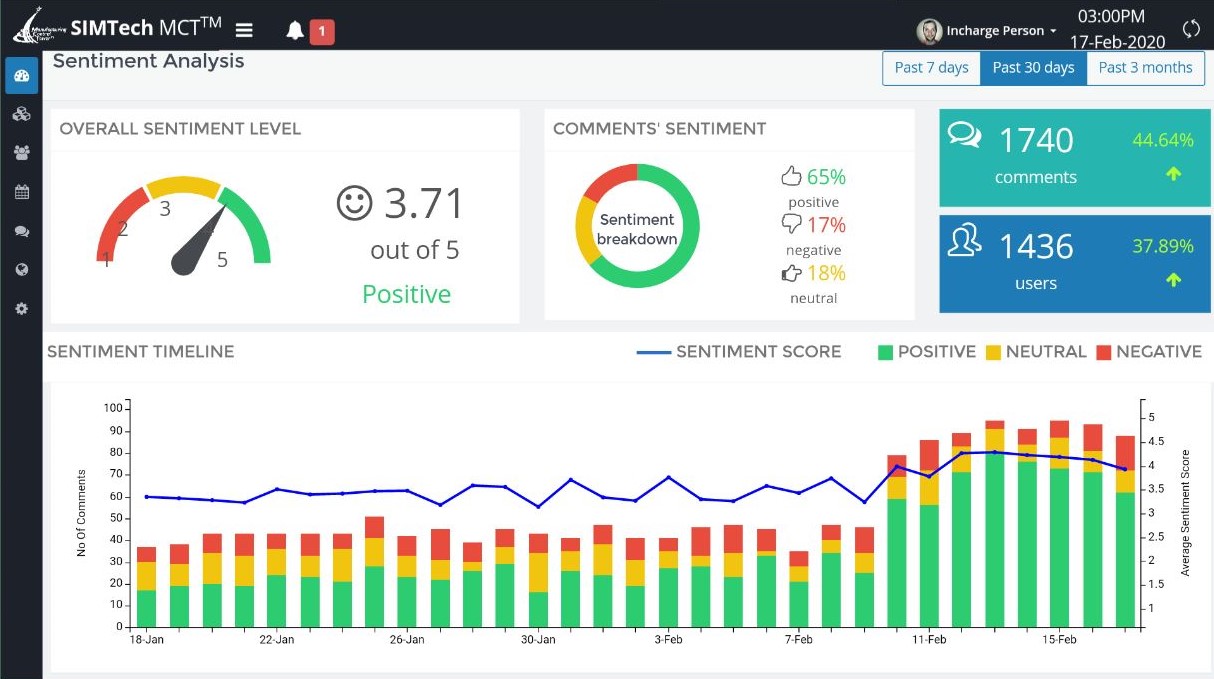 Manufacturing Control Tower™
SIMTech MCT™
1
Incharge Person
03:00PM
17-Feb-2020
Sentiment Analysis
Past 7 days
Past 30 days
Past 3 months
OVERALL SENTIMENT LEVEL
1
2
3
5
3.71
out of 5
Positive
COMMENTS' SENTIMENT
Sentiment
breakdown
65%
positive
17%
negative
18%
neutral
1740
comments
44.64%
1436
users
37.89%
SENTIMENT TIMELINE
SENTIMENT SCORE
POSITIVE
NEUTRAL
NEGATIVE
No Of Comments
100
90
80
70
60
50
40
30
20
10
0
18-Jan
22-Jan
26-Jan
30-Jan
3-Feb
7-Feb
11-Feb
15-Feb
5
4.5
4
3.5
3
2.5
2
1.5
1
Average Sentiment Score